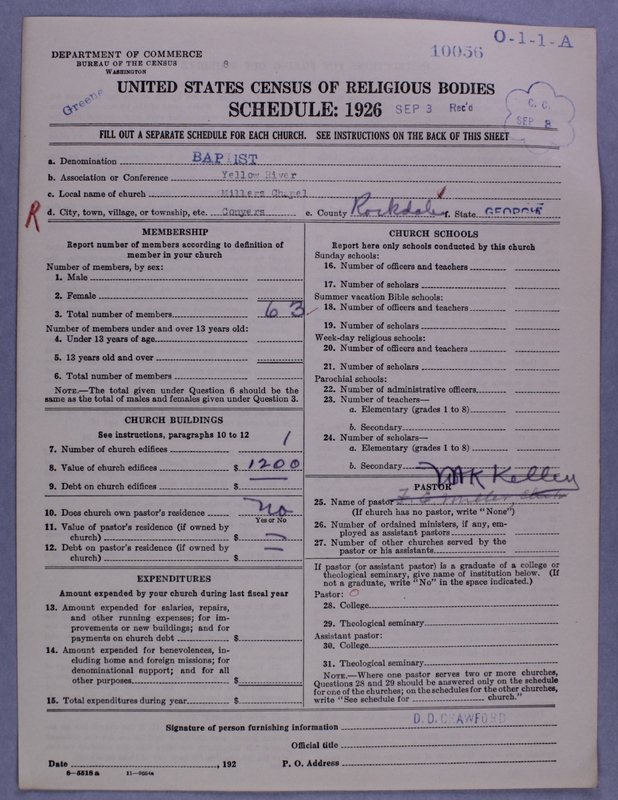 O-1-1-A
10056
DEPARTMENT OF COMMERCE
BUREAU OF THE CENSUS
WASHINGTON
8
Greene
UNITED STATES CENSUS OF RELIGIOUS BODIES
SCHEDULE: 1926 SEP 3 Rec'd
C. C.
SEP 8
FILL OUT A SEPARATE SCHEDULE FOR EACH CHURCH. SEE INSTRUCTIONS ON THE BACK OF THIS SHEET
a. Denomination BAPTIST
b. Association or Conference Yellow River
c. Local name of church Millers Chapel
R d. City, town, village, or township, etc. Conyers e. County Rockdale f. State GEORGIA
MEMBERSHIP
Report number of members according to definition of
member in your church
Number of members, by sex:
1. Male
2. Female
3. Total number of members 63
Number of members under and over 13 years old:
4. Under 13 years of age
5. 13 years old and over
6. Total number of members
NOTE.—The total given under Question 6 should be the
same as the total of males and females given under Question 3.
CHURCH BUILDINGS
See instructions, paragraphs 10 to 12
7. Number of church edifices 1
8. Value of church edifices $ 1200
9. Debt on church edifices $ —
10. Does church own pastor's residence No
Yes or No
11. Value of pastor's residence (if owned by
church) $ —
12. Debt on pastor's residence (if owned by
church) $ —
EXPENDITURES
Amount expended by your church during last fiscal year
13. Amount expended for salaries, repairs,
and other running expenses; for im-
provements or new buildings; and for
payments on church debt $
14. Amount expended for benevolences, in-
cluding home and foreign missions; for
denominational support; and for all
other purposes $
15. Total expenditures during year $
CHURCH SCHOOLS
Report here only schools conducted by this church
Sunday schools:
16. Number of officers and teachers
17. Number of scholars
Summer vacation Bible schools:
18. Number of officers and teachers
19. Number of scholars
Week-day religious schools:
20. Number of officers and teachers
21. Number of scholars
Parochial schools:
22. Number of administrative officers
23. Number of teachers—
a. Elementary (grades 1 to 8)
b. Secondary
24. Number of scholars—
a. Elementary (grades 1 to 8)
b. Secondary
PASTOR
25. Name of pastor Kelley
(If church has no pastor, write "None")
26. Number of ordained ministers, if any, em-
ployed as assistant pastors
27. Number of other churches served by the
pastor or his assistants
If pastor (or assistant pastor) is a graduate of a college or
theological seminary, give name of institution below. (If
not a graduate, write "No" in the space indicated.)
Pastor: O
28. College
29. Theological seminary
Assistant pastor:
30. College
31. Theological seminary
NOTE.—Where one pastor serves two or more churches,
Questions 28 and 29 should be answered only on the schedule
for one of the churches; on the schedules for the other churches,
write "See schedule for church."
Signature of person furnishing information D. D. CRAWFORD
Official title
Date , 192 P. O. Address
8—5518 a 11—9054a